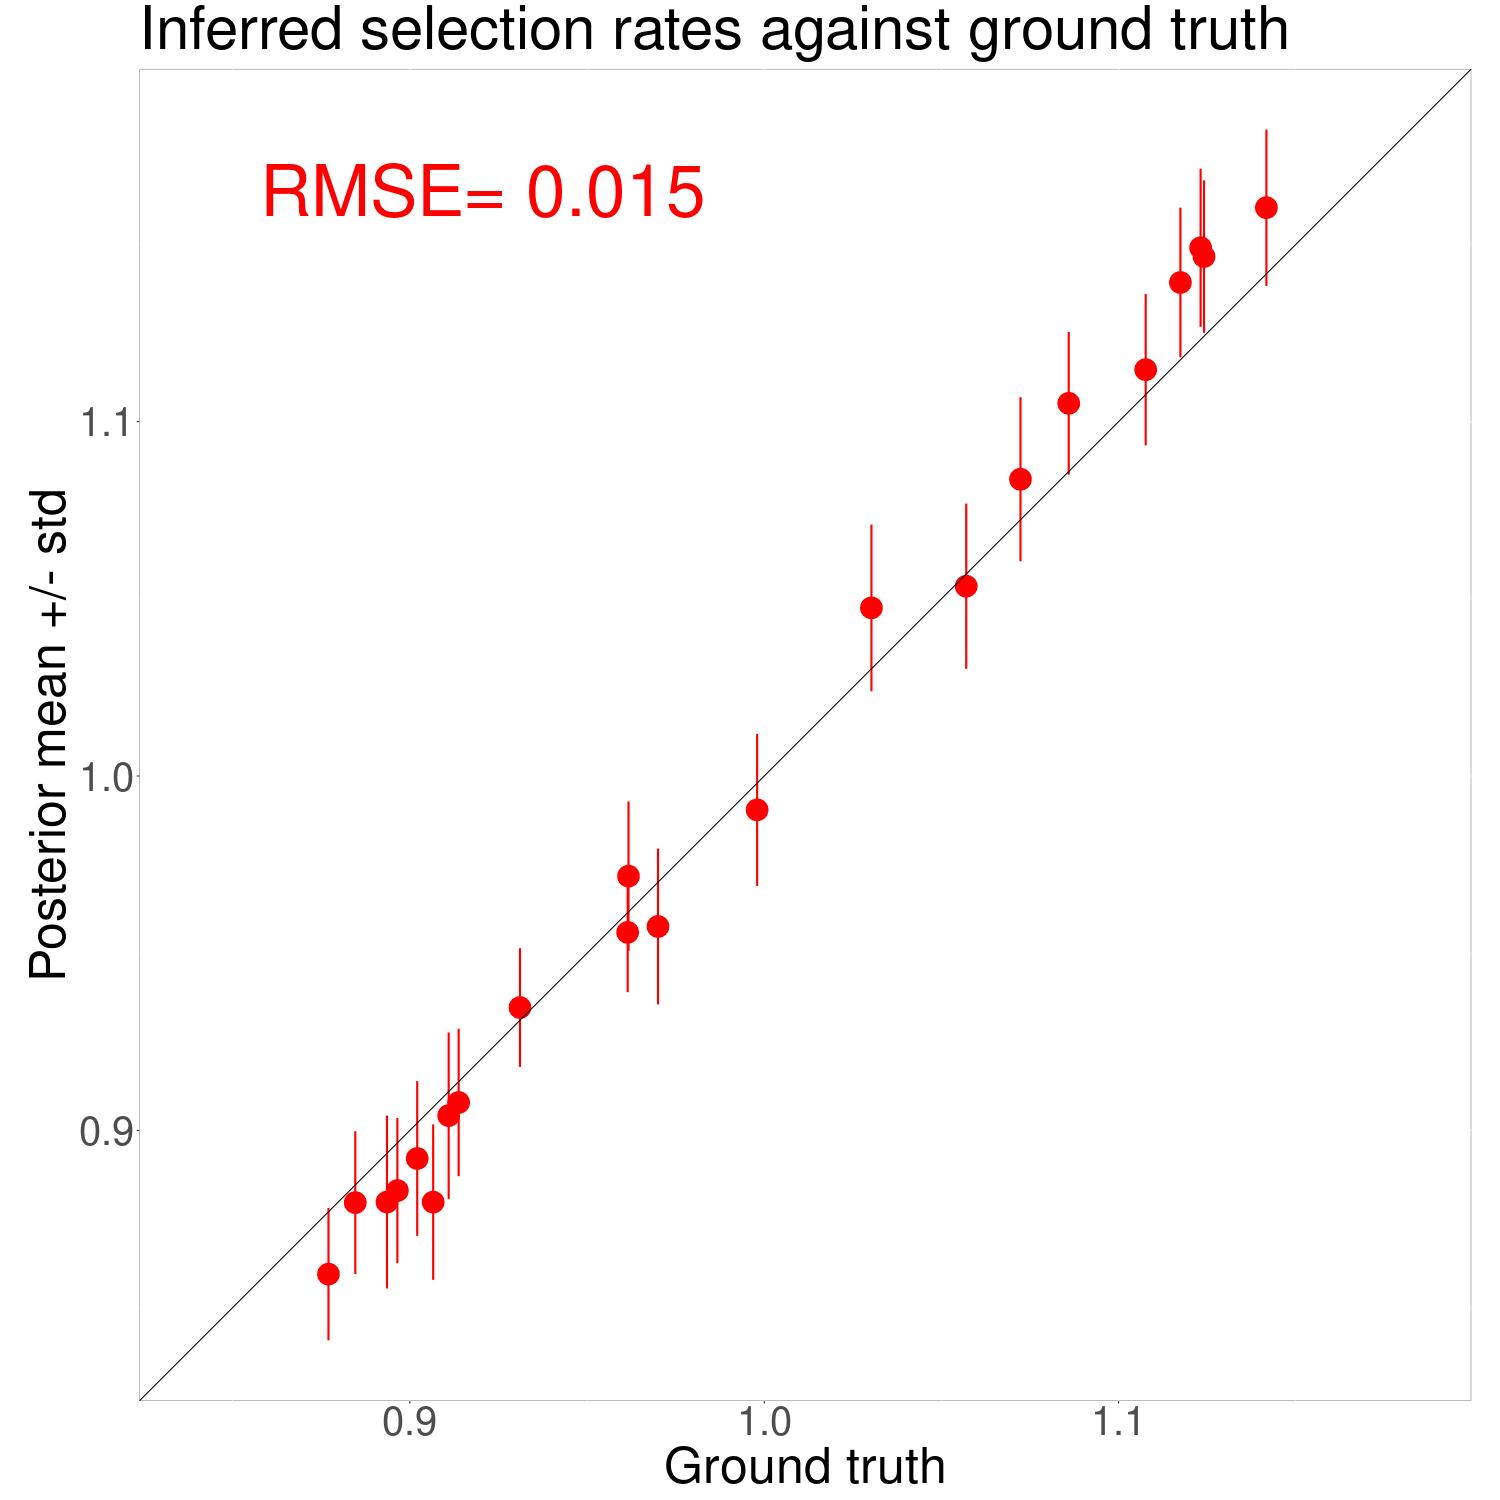 Inferred selection rates against ground truth
RMSE= 0.015
Posterior mean +/- std
1.1
1.0
0.9
0.9
1.0
1.1
Ground truth